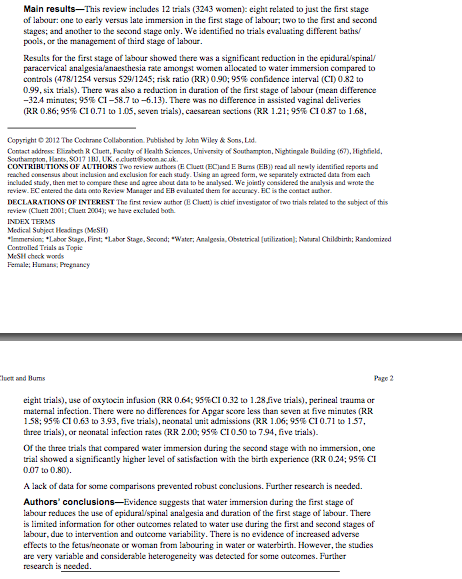 Main results—This review includes 12 trials (3243 women): eight related to just the first stage
of labour: one to early versus late immersion in the first stage of labour; two to the first and second
stages; and another to the second stage only. We identified no trials evaluating different baths/
pools, or the management of third stage of labour.
Results for the first stage of labour showed there was a significant reduction in the epidural/spinal/
paracervical analgesia/anaesthesia rate amongst women allocated to water immersion compared to
controls (478/1254 versus 529/1245; risk ratio (RR) 0.90; 95% confidence interval (CI) 0.82 to
0.99, six trials). There was also a reduction in duration of the first stage of labour (mean difference
−32.4 minutes; 95% CI −58.7 to −6.13). There was no difference in assisted vaginal deliveries
(RR 0.86; 95% CI 0.71 to 1.05, seven trials), caesarean sections (RR 1.21; 95% CI 0.87 to 1.68,
Copyright © 2012 The Cochrane Collaboration. Published by John Wiley & Sons, Ltd.
Contact address: Elizabeth R Cluett, Faculty of Health Sciences, University of Southampton, Nightingale Building (67), Highfield,
Southampton, Hants, SO17 1BJ, UK. e.cluett@soton.ac.uk.
CONTRIBUTIONS OF AUTHORS Two review authors (E Cluett (EC)and E Burns (EB)) read all newly identified reports and
reached consensus about inclusion and exclusion for each study. Using an agreed form, we separately extracted data from each
included study, then met to compare these and agree about data to be analysed. We jointly considered the analysis and wrote the
review. EC entered the data onto Review Manager and EB evaluated them for accuracy. EC is the contact author.
DECLARATIONS OF INTEREST The first review author (E Cluett) is chief investigator of two trials related to the subject of this
review (Cluett 2001; Cluett 2004); we have excluded both.
INDEX TERMS
Medical Subject Headings (MeSH)
*Immersion; *Labor Stage, First; *Labor Stage, Second; *Water; Analgesia, Obstetrical [utilization]; Natural Childbirth; Randomized
Controlled Trials as Topic
MeSH check words
Female; Humans; Pregnancy
Cluett and Burns Page 2
eight trials), use of oxytocin infusion (RR 0.64; 95%CI 0.32 to 1.28,five trials), perineal trauma or
maternal infection. There were no differences for Apgar score less than seven at five minutes (RR
1.58; 95% CI 0.63 to 3.93, five trials), neonatal unit admissions (RR 1.06; 95% CI 0.71 to 1.57,
three trials), or neonatal infection rates (RR 2.00; 95% CI 0.50 to 7.94, five trials).
Of the three trials that compared water immersion during the second stage with no immersion, one
trial showed a significantly higher level of satisfaction with the birth experience (RR 0.24; 95% CI
0.07 to 0.80).
A lack of data for some comparisons prevented robust conclusions. Further research is needed.
Authors' conclusions—Evidence suggests that water immersion during the first stage of
labour reduces the use of epidural/spinal analgesia and duration of the first stage of labour. There
is limited information for other outcomes related to water use during the first and second stages of
labour, due to intervention and outcome variability. There is no evidence of increased adverse
effects to the fetus/neonate or woman from labouring in water or waterbirth. However, the studies
are very variable and considerable heterogeneity was detected for some outcomes. Further
research is needed.